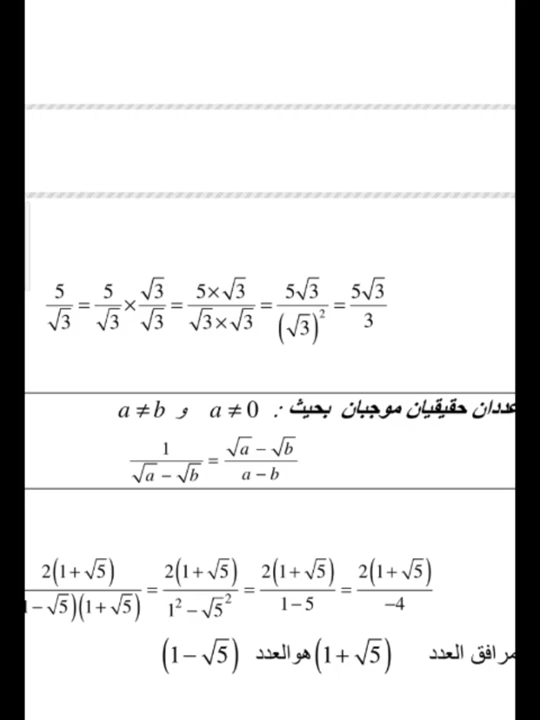 5/√3 = 5/√3 × √3/√3 = 5×√3/√3×√3 = 5√3/(√3)² = 5√3/3
عددان حقيقيان موجبان بحيث : a ≠ 0 و a ≠ b
1/√a − √b = √a − √b/a − b
2(1+√5)/1−√5)(1+√5) = 2(1+√5)/1² − √5² = 2(1+√5)/1−5 = 2(1+√5)/−4
مرافق العدد (1+√5) هو العدد (1−√5)